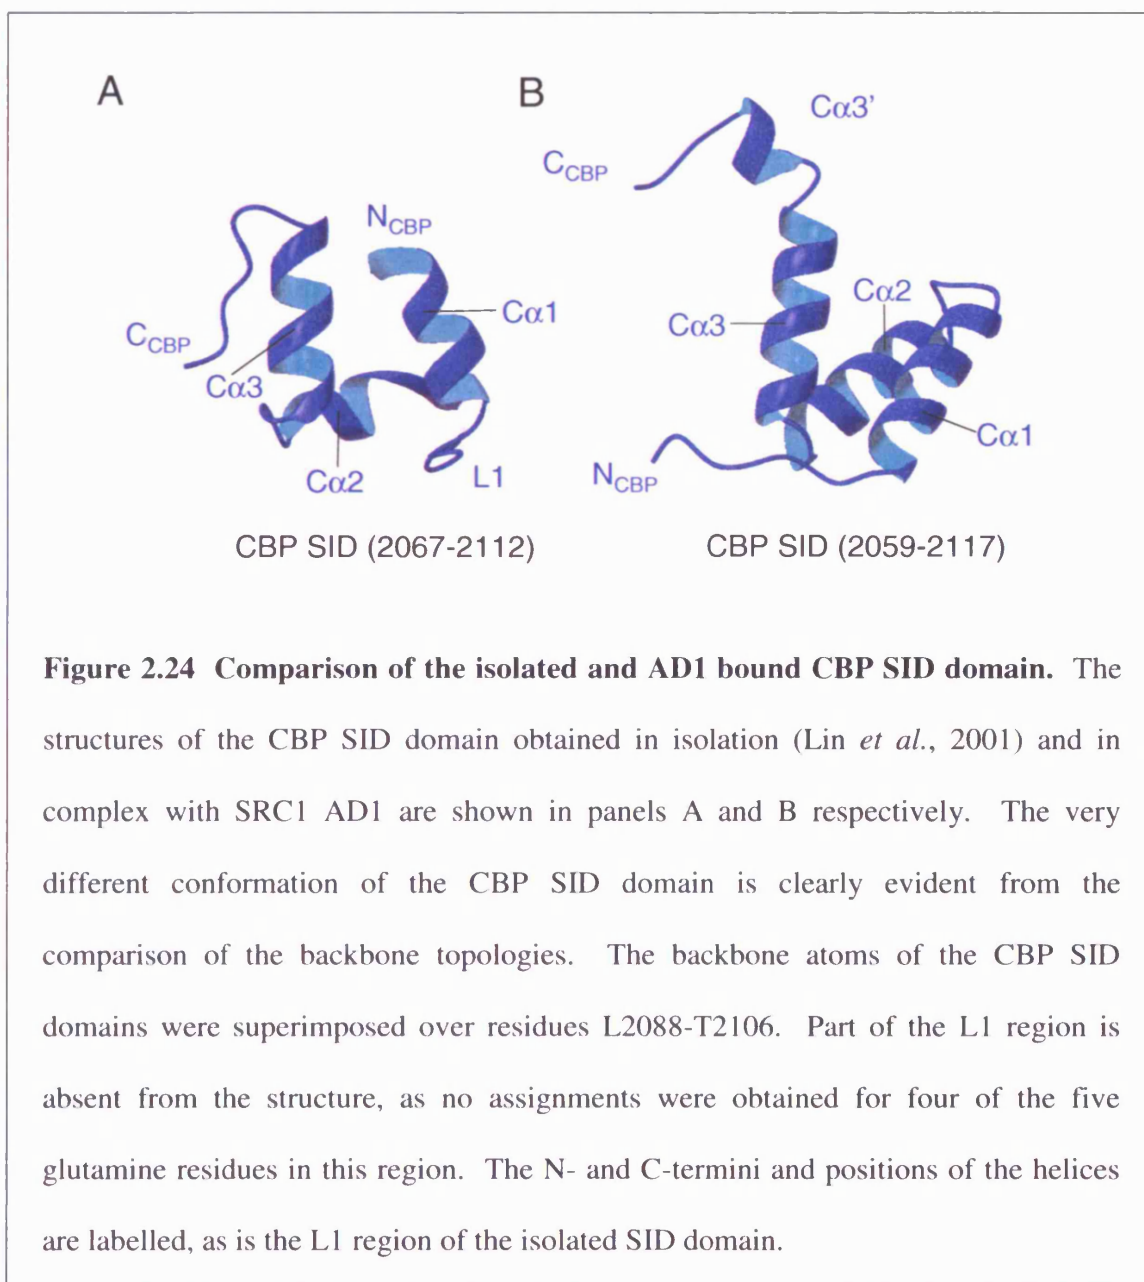 A
B
Cα3'
C_CBP
N_CBP
Cα2
Cα1
Cα3
C_CBP
Cα3
Cα1
N_CBP
L1
Cα2
CBP SID (2067-2112)
CBP SID (2059-2117)
Figure 2.24 Comparison of the isolated and AD1 bound CBP SID domain. The
structures of the CBP SID domain obtained in isolation (Lin et al., 2001) and in
complex with SRC1 AD1 are shown in panels A and B respectively. The very
different conformation of the CBP SID domain is clearly evident from the
comparison of the backbone topologies. The backbone atoms of the CBP SID
domains were superimposed over residues L2088-T2106. Part of the L1 region is
absent from the structure, as no assignments were obtained for four of the five
glutamine residues in this region. The N- and C-termini and positions of the helices
are labelled, as is the L1 region of the isolated SID domain.